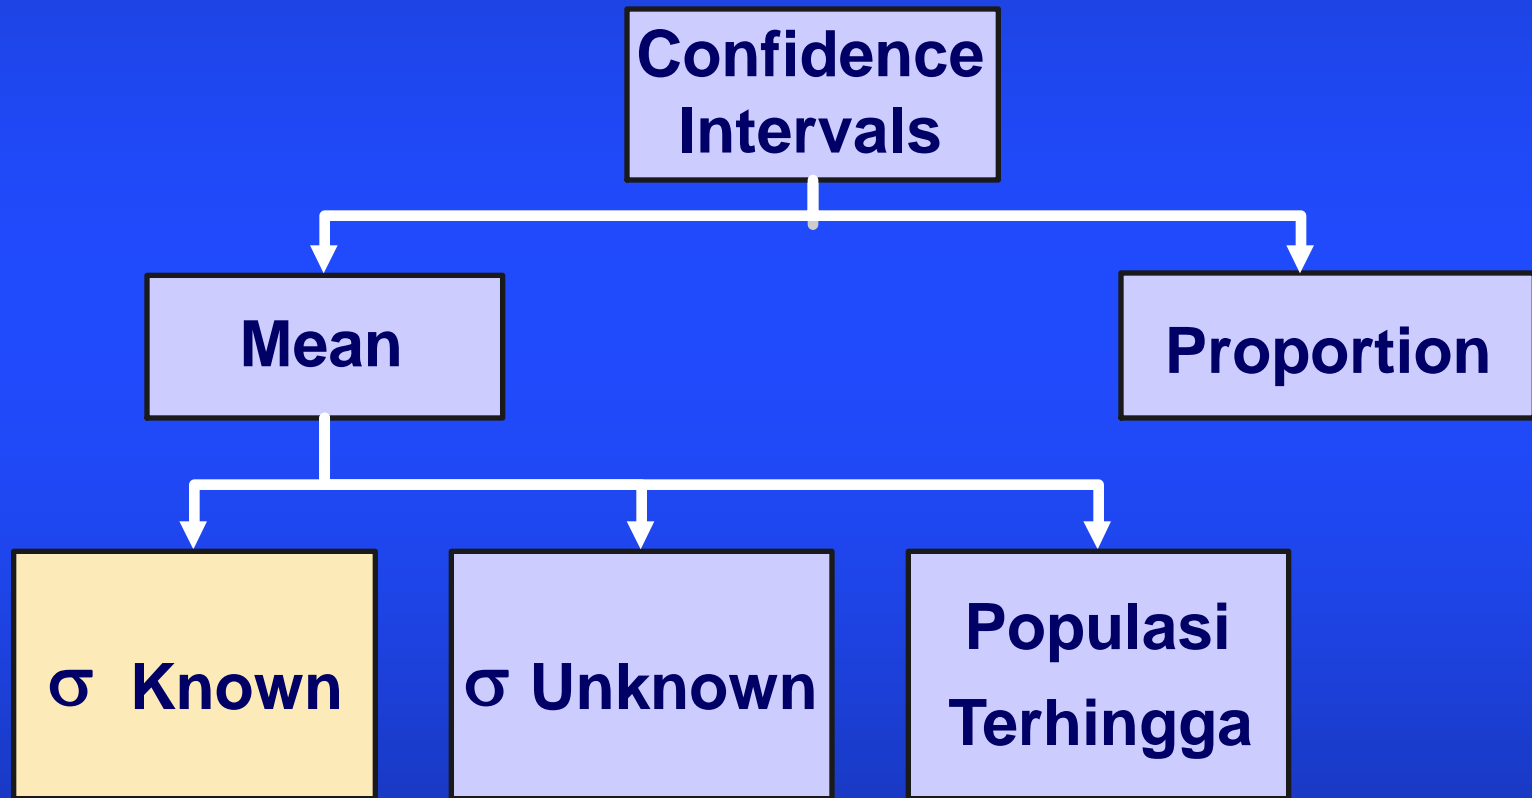 Confidence
Intervals
Mean
Proportion
σ Known
σ Unknown
Populasi
Terhingga